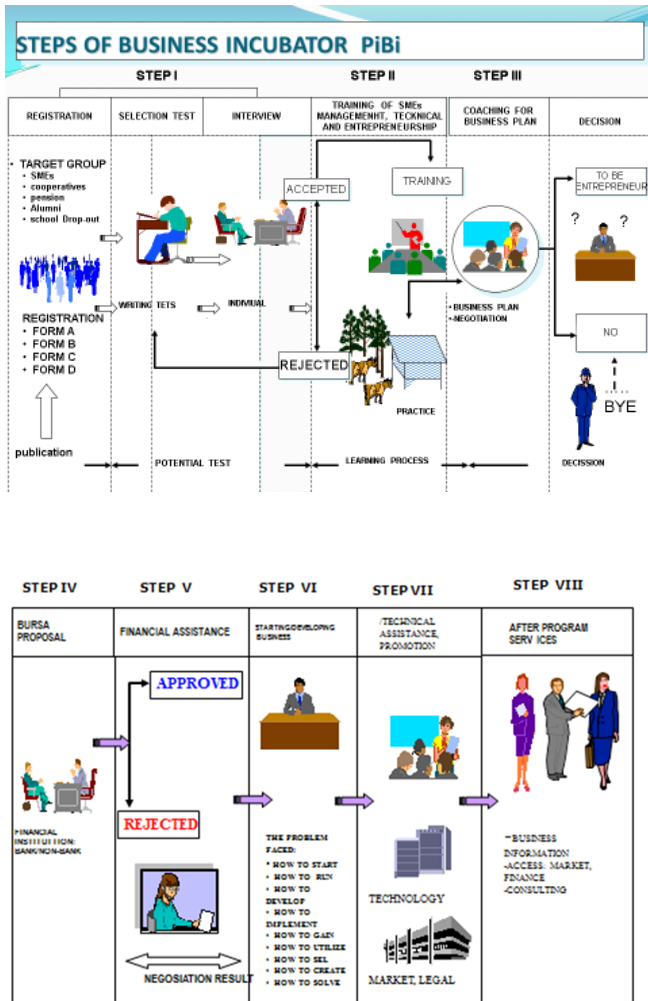 STEPS OF BUSINESS INCUBATOR PiBi
STEP I
STEP II
STEP III
REGISTRATION
SELECTION TEST
INTERVIEW
TRAINING OF SMEs
MANAGEMENHT, TECKNICAL
AND ENTREPRENEURSHIP
COACHING FOR
BUSINESS PLAN
DECISION
• TARGET GROUP
• SMEs
• cooperatives
• pension
• Alumni
• school Drop-out
REGISTRATION
• FORM A
• FORM B
• FORM C
• FORM D
publication
WRITING TETS
INDIVIUAL
POTENTIAL TEST
ACCEPTED
REJECTED
TRAINING
PRACTICE
LEARNING PROCESS
• BUSINESS PLAN
•NEGOTIATION
TO BE
ENTREPRENEUR
? ?
NO
BYE
DECISSION
STEP IV
STEP V
STEP VI
STEP VII
STEP VIII
BURSA
PROPOSAL
FINANCIAL ASSISTANCE
STARTING/DEVELOPING
BUSINESS
/TECHNICAL
ASSISTANCE,
PROMOTION
AFTER PROGRAM
SERV ICES
FINANCIAL
INSTITUTTION:
BANK/NON-BANK
APPROVED
REJECTED
NEGOSIATION RESULT
THE PROBLEM
FACED:
• HOW TO START
• HOW TO RUN
• HOW TO
DEVELOP
• HOW TO
IMPLEMENT
• HOW TO GAIN
• HOW TO UTILIZE
• HOW TO SEL
• HOW TO CREATE
• HOW TO SOLVE
TECHNOLOGY
MARKET, LEGAL
-BUSINESS
INFORMATION
-ACCESS: MARKET,
FINANCE
-CONSULTING